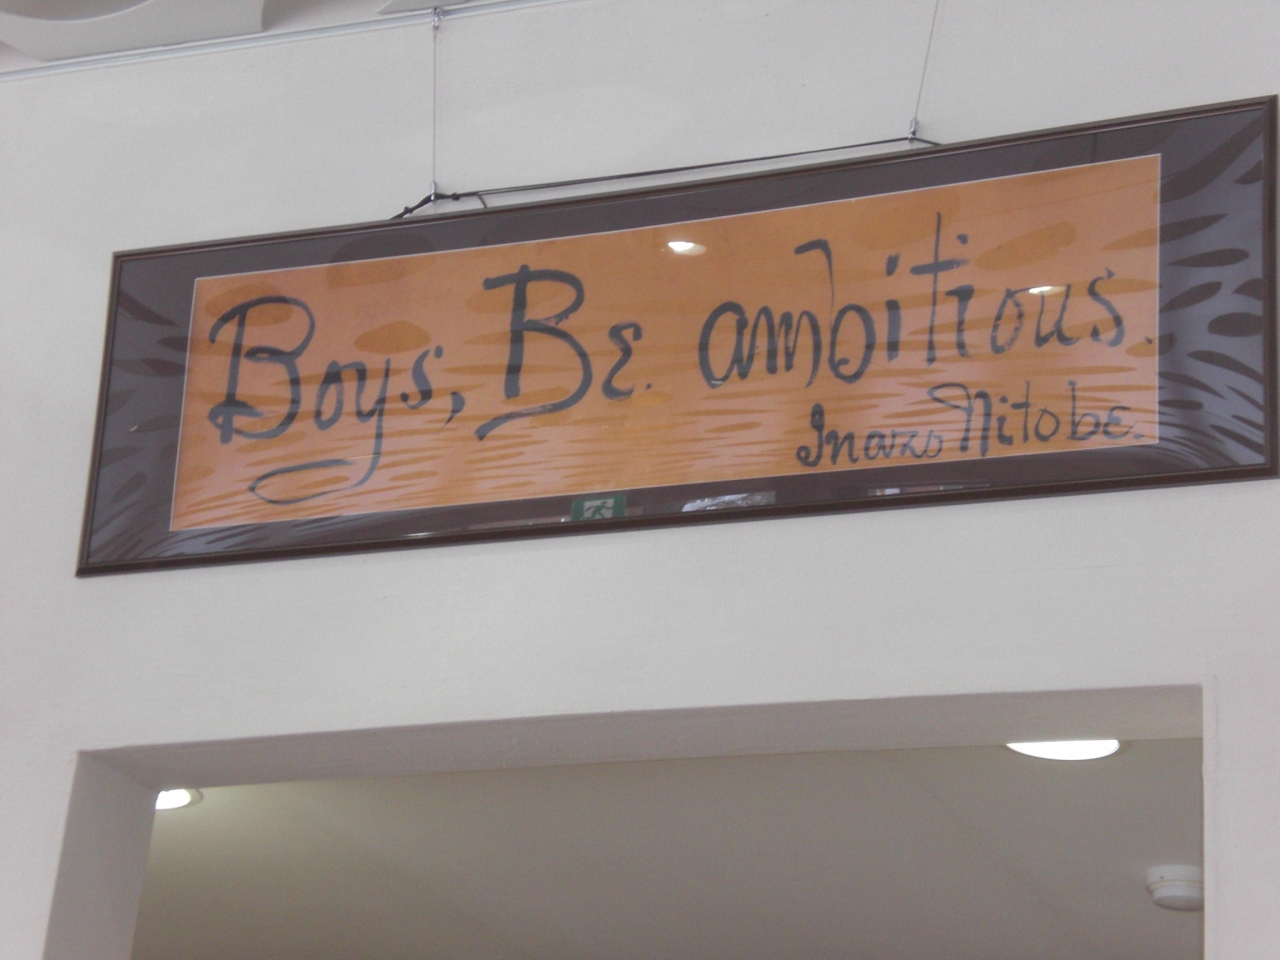 Boys, Be. ambitious.
Inazo Nitobe.